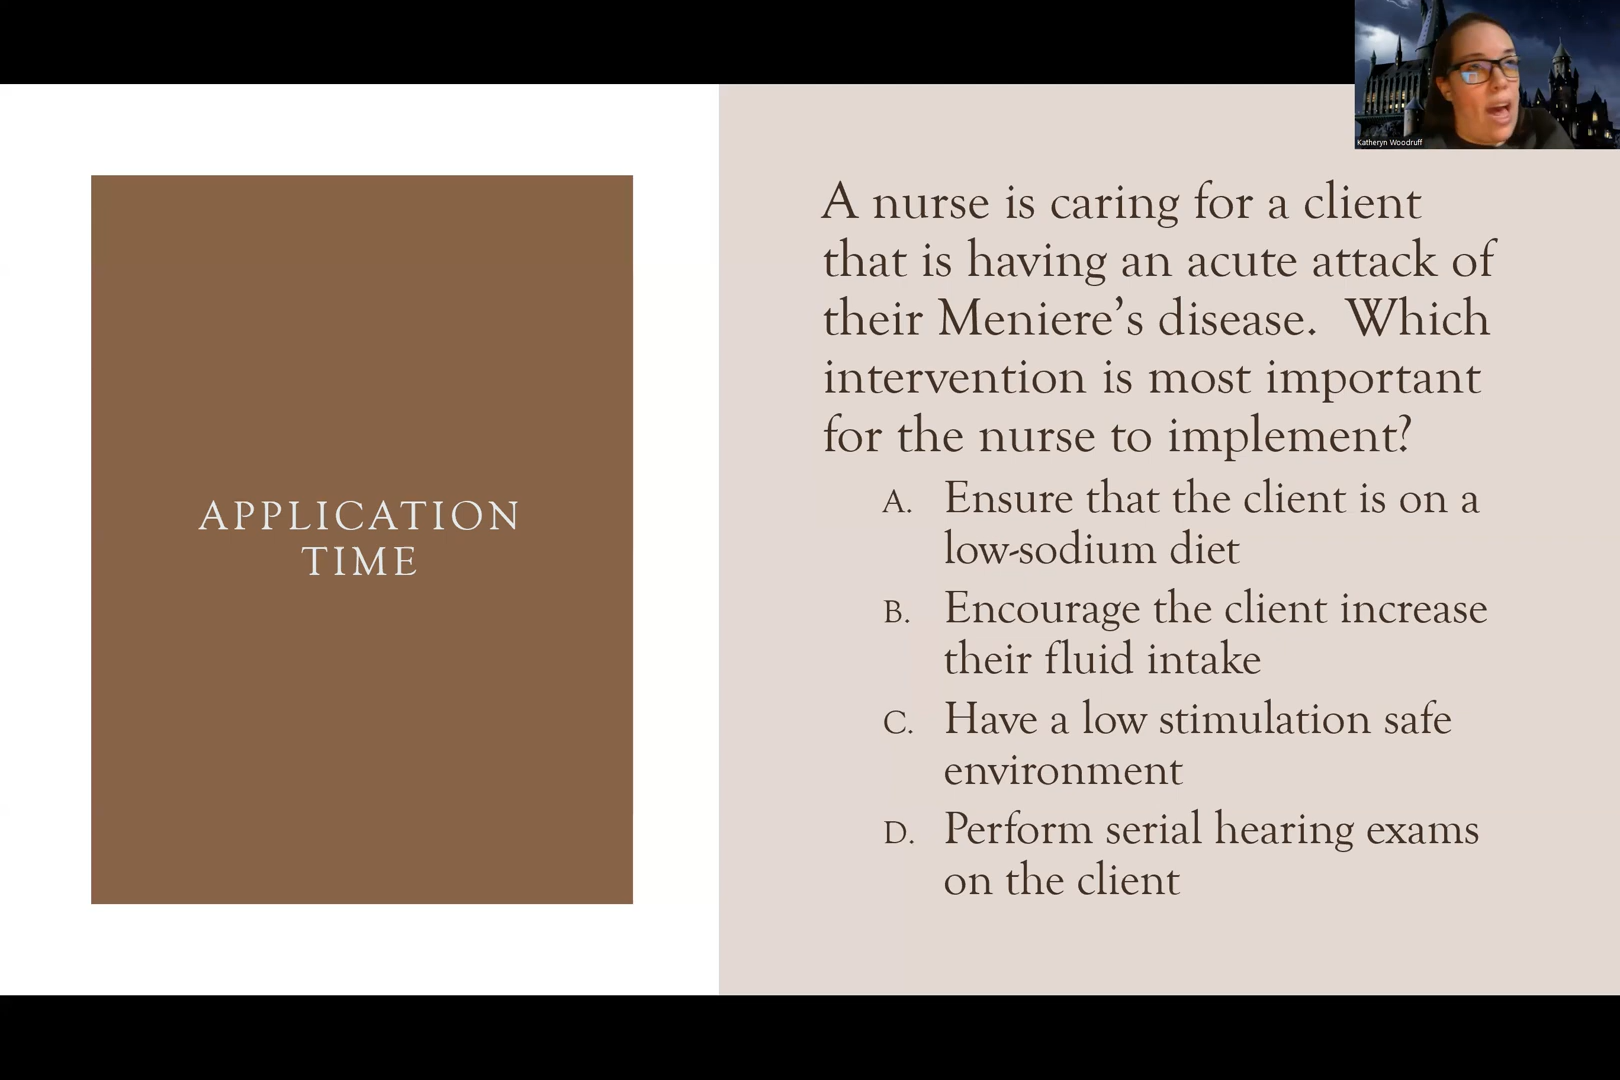 Katheryn Woodruff
APPLICATION
TIME
A nurse is caring for a client
that is having an acute attack of
their Meniere’s disease.  Which
intervention is most important
for the nurse to implement?
A. Ensure that the client is on a
low-sodium diet
B. Encourage the client increase
their fluid intake
C. Have a low stimulation safe
environment
D. Perform serial hearing exams
on the client